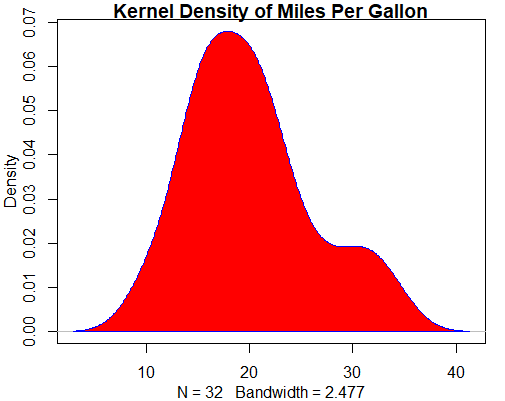 Kernel Density of Miles Per Gallon
0.07
0.06
0.05
0.04
0.03
0.02
0.01
0.00
Density
10 20 30 40
N = 32 Bandwidth = 2.477